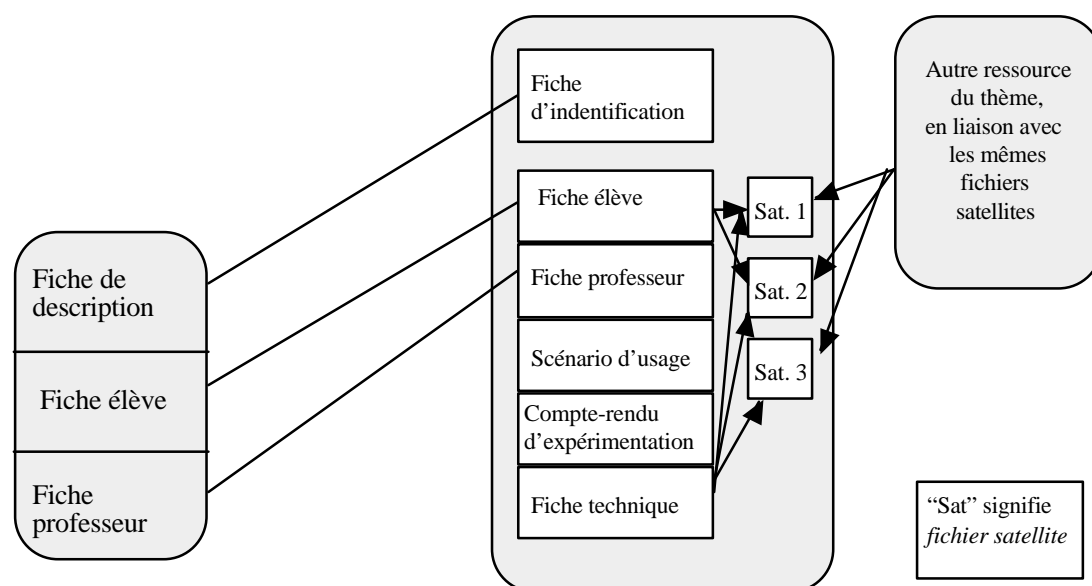 Fiche de
description
Fiche élève
Fiche
professeur
Fiche
d’indentification
Fiche élève
Fiche professeur
Scénario d’usage
Compte-rendu
d’expérimentation
Fiche technique
Sat. 1
Sat. 2
Sat. 3
Autre ressource
du thème,
en liaison avec
les mêmes
fichiers
satellites
“Sat” signifie
fichier satellite